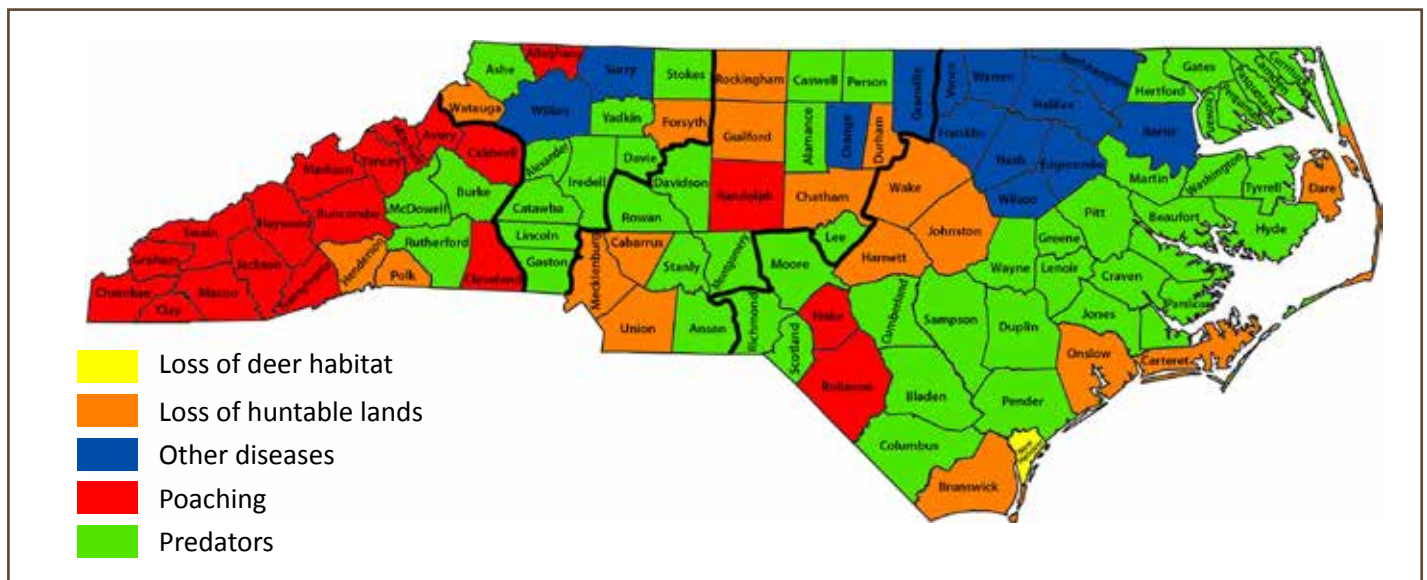 Alleghany
Ashe
Surry
Stokes
Rockingham
Caswell
Person
Granville
Vance
Warren
Northampton
Gates
Hertford
Currituck
Camden
Watauga
Wilkes
Yadkin
Forsyth
Guilford
Alamance
Orange
Durham
Franklin
Halifax
Bertie
Avery
Caldwell
Alexander
Davie
Iredell
Davidson
Randolph
Chatham
Wake
Nash
Edgecombe
Martin
Washington
Tyrrell
Dare
Madison
Yancey
Burke
McDowell
Buncombe
Haywood
Catawba
Rowan
Wilson
Johnston
Pitt
Beaufort
Hyde
Swain
Graham
Jackson
Rutherford
Lincoln
Gaston
Cabarrus
Stanly
Montgomery
Moore
Lee
Harnett
Wayne
Greene
Lenoir
Craven
Pamlico
Cherokee
Clay
Macon
Transylvania
Henderson
Polk
Cleveland
Mecklenburg
Union
Anson
Richmond
Scotland
Hoke
Cumberland
Sampson
Duplin
Jones
Onslow
Carteret
Robeson
Bladen
Pender
Columbus
Brunswick
Loss of deer habitat
Loss of huntable lands
Other diseases
Poaching
Predators